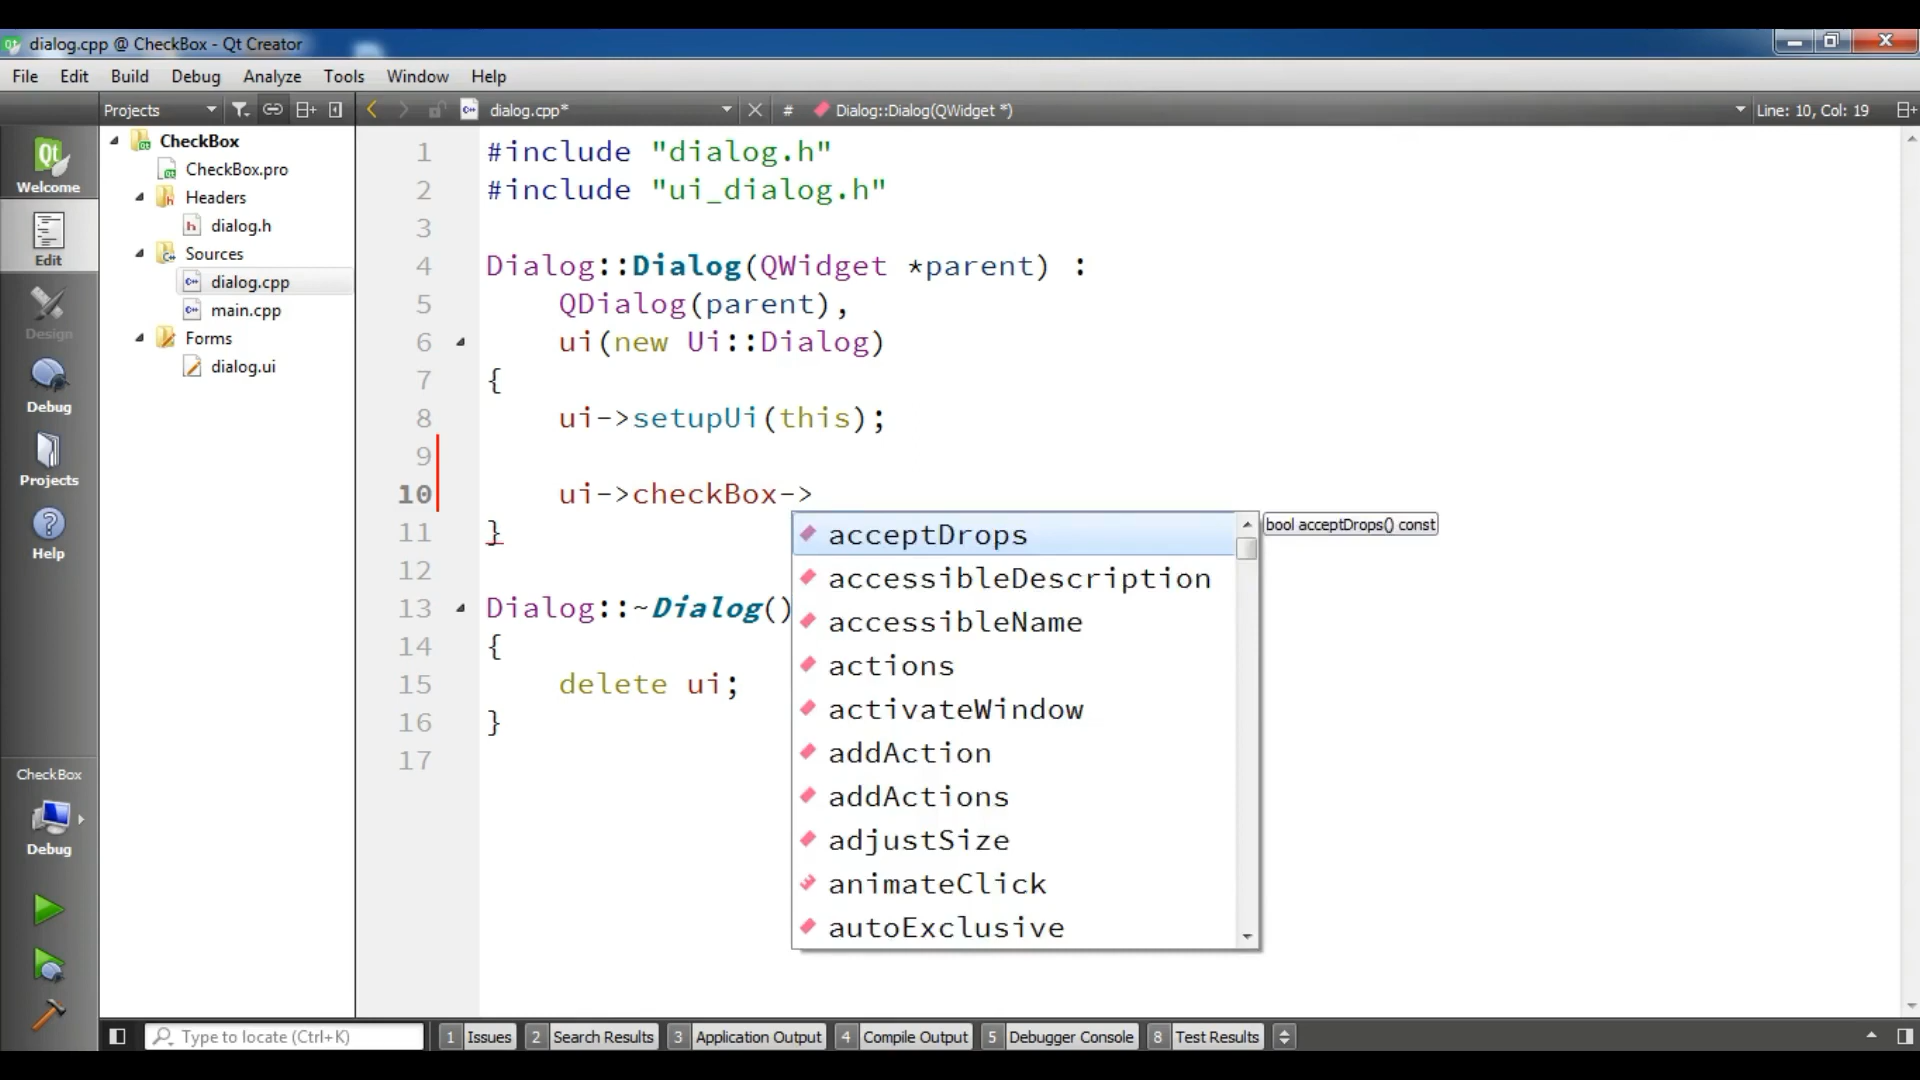 dialog.cpp @ CheckBox - Qt Creator
File Edit Build Debug Analyze Tools Window Help
Projects dialog.cpp* # Dialog::Dialog(QWidget *) Line: 10, Col: 19
Welcome
Edit
Design
Debug
Projects
Help
CheckBox
Debug
CheckBox
CheckBox.pro
Headers
dialog.h
Sources
dialog.cpp
main.cpp
Forms
dialog.ui
1 #include "dialog.h"
2 #include "ui_dialog.h"
3
4 Dialog::Dialog(QWidget *parent) :
5 QDialog(parent),
6 ui(new Ui::Dialog)
7 {
8 ui->setupUi(this);
9
10 ui->checkBox->
11 }
12
13 Dialog::~Dialog()
14 {
15 delete ui;
16 }
17
acceptDrops
accessibleDescription
accessibleName
actions
activateWindow
addAction
addActions
adjustSize
animateClick
autoExclusive
bool acceptDrops() const
Type to locate (Ctrl+K) 1 Issues 2 Search Results 3 Application Output 4 Compile Output 5 Debugger Console 8 Test Results